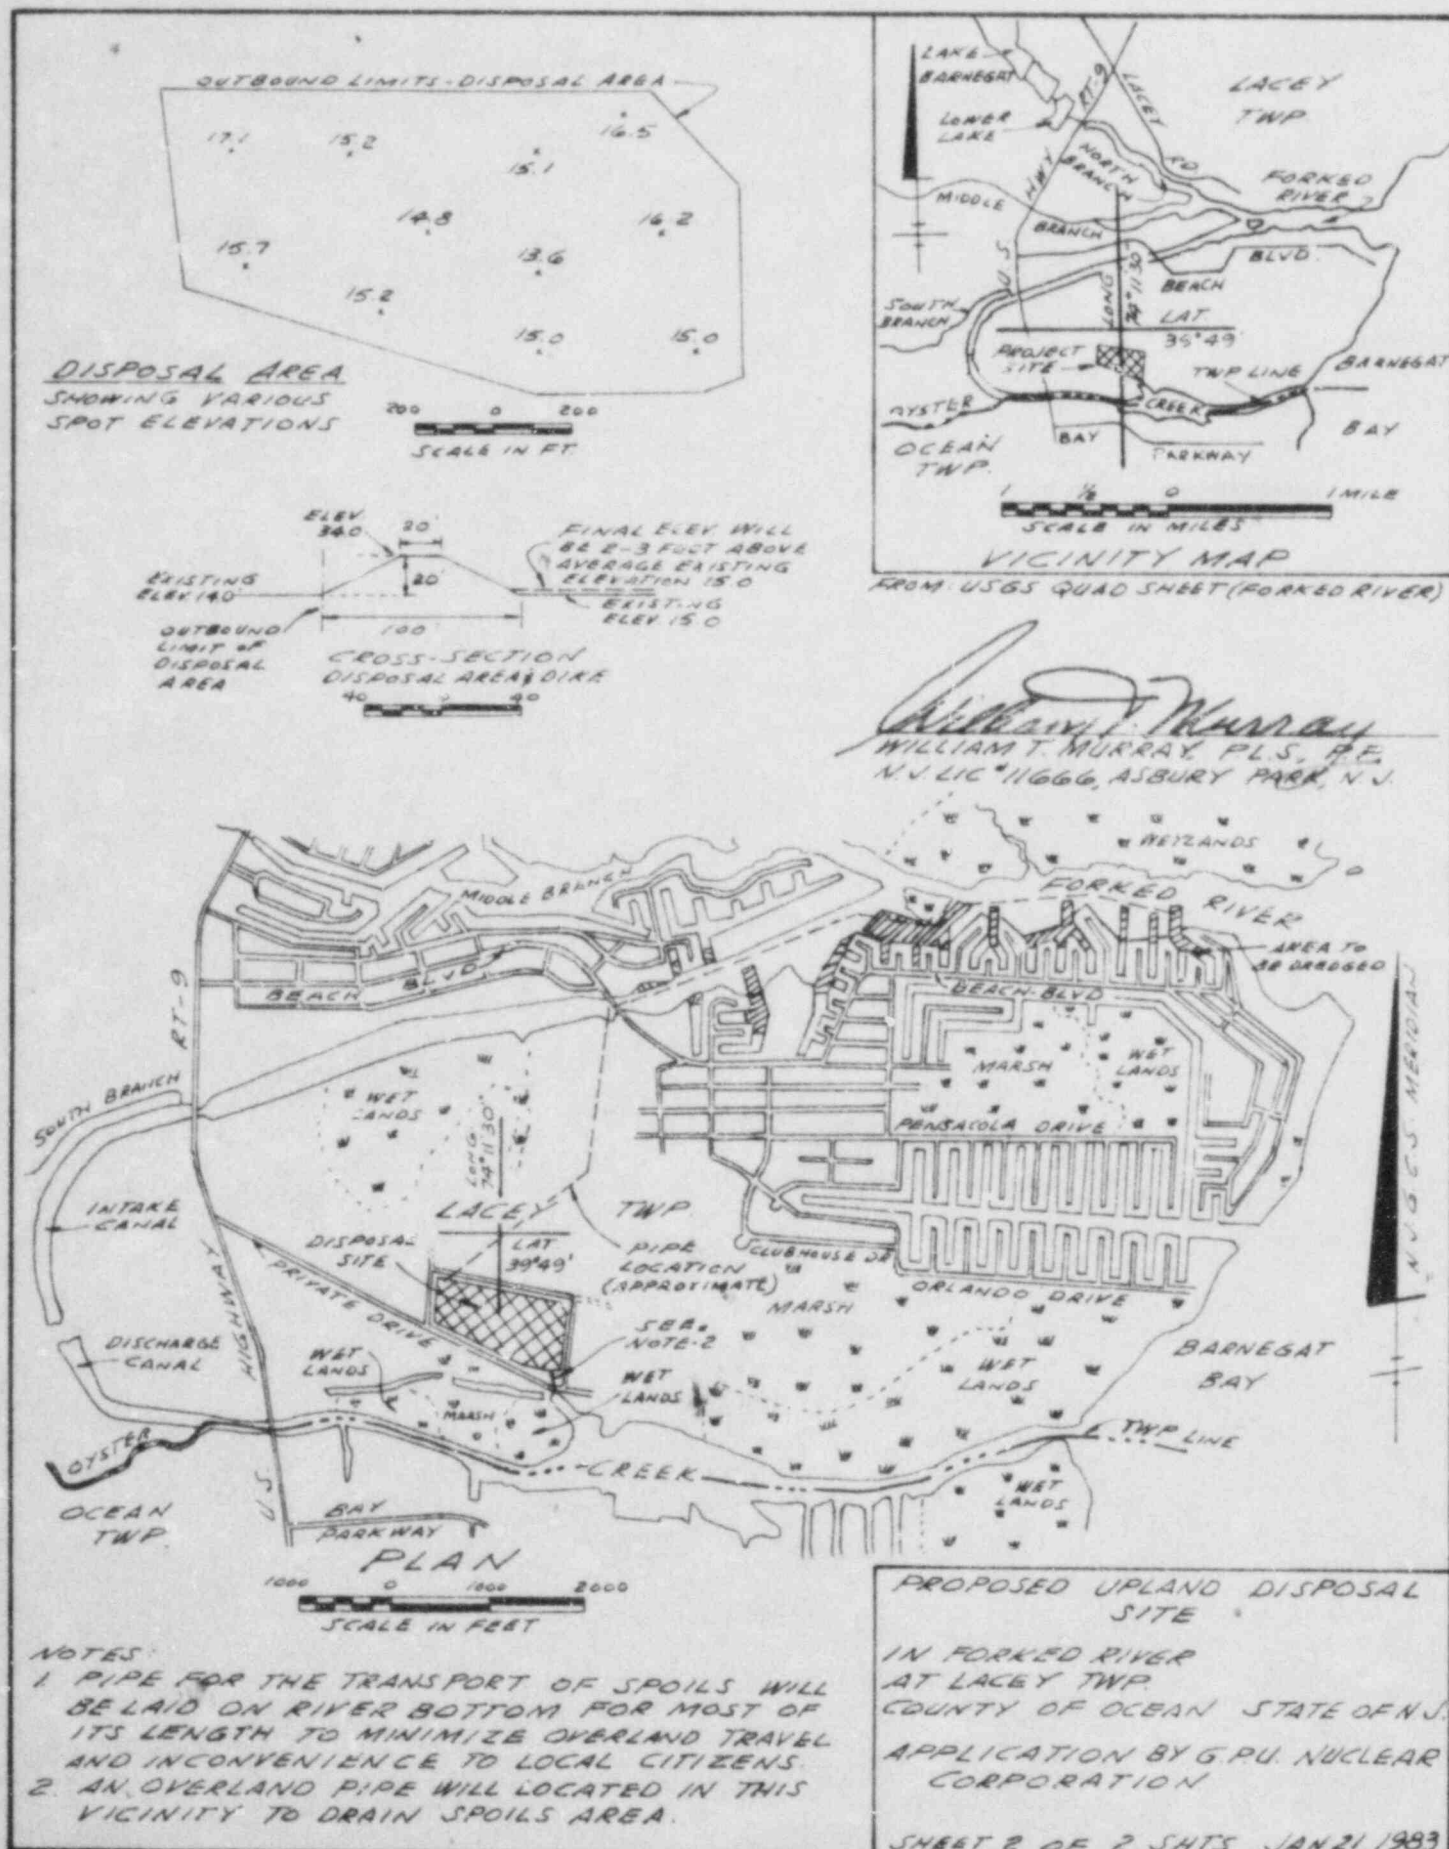 OUTBOUND LIMITS-DISPOSAL AREA
17.1
15.2
15.1
16.5
14.8
16.2
15.7
13.6
15.2
15.0
15.0
DISPOSAL AREA
SHOWING VARIOUS
SPOT ELEVATIONS
200 0 200
SCALE IN FT.
LAKE
BARNEGAT
LOWER
LAKE
RT-9
LACEY
RD
LACEY
TWP
HWY
U.S.
NORTH
BRANCH
FORKED
RIVER
MIDDLE
BRANCH
BLVD.
BEACH
SOUTH
BRANCH
LONG
74°11'30"
LAT.
39°49'
PROJECT
SITE
TWP LINE
BARNEGAT
BAY
OYSTER
CREEK
OCEAN
TWP.
BAY
PARKWAY
1 ½ 0 1 MILE
SCALE IN MILES
VICINITY MAP
FROM: USGS QUAD SHEET (FORKED RIVER)
ELEV.
34.0
20'
20'
EXISTING
ELEV. 14.0
FINAL ELEV. WILL
BE 2-3 FOOT ABOVE
AVERAGE EXISTING
ELEVATION 15.0
EXISTING
ELEV. 15.0
OUTBOUND
LIMIT OF
DISPOSAL
AREA
100'
CROSS-SECTION
DISPOSAL AREA & DIKE
40 0 40
William T. Murray
WILLIAM T. MURRAY, P.L.S., P.E.
N.J. LIC #11666, ASBURY PARK, N.J.
WETLANDS
MIDDLE BRANCH
FORKED RIVER
AREA TO
BE DREDGED
BEACH BLVD
BEACH BLVD
RT-9
MARSH
WET
LANDS
WET
LANDS
PENSACOLA DRIVE
SOUTH BRANCH
LONG
74°11'30"
INTAKE
CANAL
LACEY TWP.
DISPOSAL
SITE
LAT
39°49'
PIPE
LOCATION
(APPROXIMATE)
CLUBHOUSE DR
ORLANDO DRIVE
MARSH
PRIVATE DRIVE
HIGHWAY
U.S.
SEE
NOTE-2
DISCHARGE
CANAL
WET
LANDS
WET
LANDS
WET
LANDS
BARNEGAT
BAY
MARSH
OYSTER
CREEK
TWP LINE
WET
LANDS
OCEAN
TWP.
BAY
PARKWAY
N.J.G.C.S. MERIDIAN
PLAN
1000 0 1000 2000
SCALE IN FEET
NOTES:
1. PIPE FOR THE TRANSPORT OF SPOILS WILL
BE LAID ON RIVER BOTTOM FOR MOST OF
ITS LENGTH TO MINIMIZE OVERLAND TRAVEL
AND INCONVENIENCE TO LOCAL CITIZENS.
2. AN OVERLAND PIPE WILL LOCATED IN THIS
VICINITY TO DRAIN SPOILS AREA.
PROPOSED UPLAND DISPOSAL
SITE
IN FORKED RIVER
AT LACEY TWP.
COUNTY OF OCEAN STATE OF N.J.
APPLICATION BY G.P.U. NUCLEAR
CORPORATION
SHEET 2 OF 2 SHTS JAN 21 1983